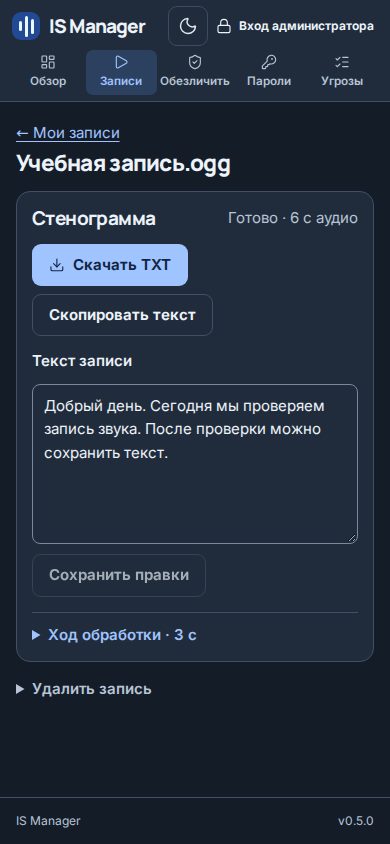 IS Manager
Вход администратора
Обзор
Записи
Обезличить
Пароли
Угрозы
← Мои записи
Учебная запись.ogg
Стенограмма
Готово · 6 с аудио
Скачать TXT
Скопировать текст
Текст записи
Добрый день. Сегодня мы проверяем
запись звука. После проверки можно
сохранить текст.
Сохранить правки
Ход обработки · 3 с
Удалить запись
IS Manager
v0.5.0